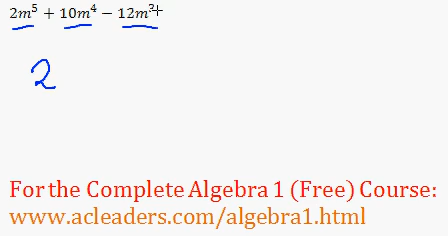 2m⁵ + 10m⁴ − 12m³
2
For the Complete Algebra 1 (Free) Course:
www.acleaders.com/algebra1.html